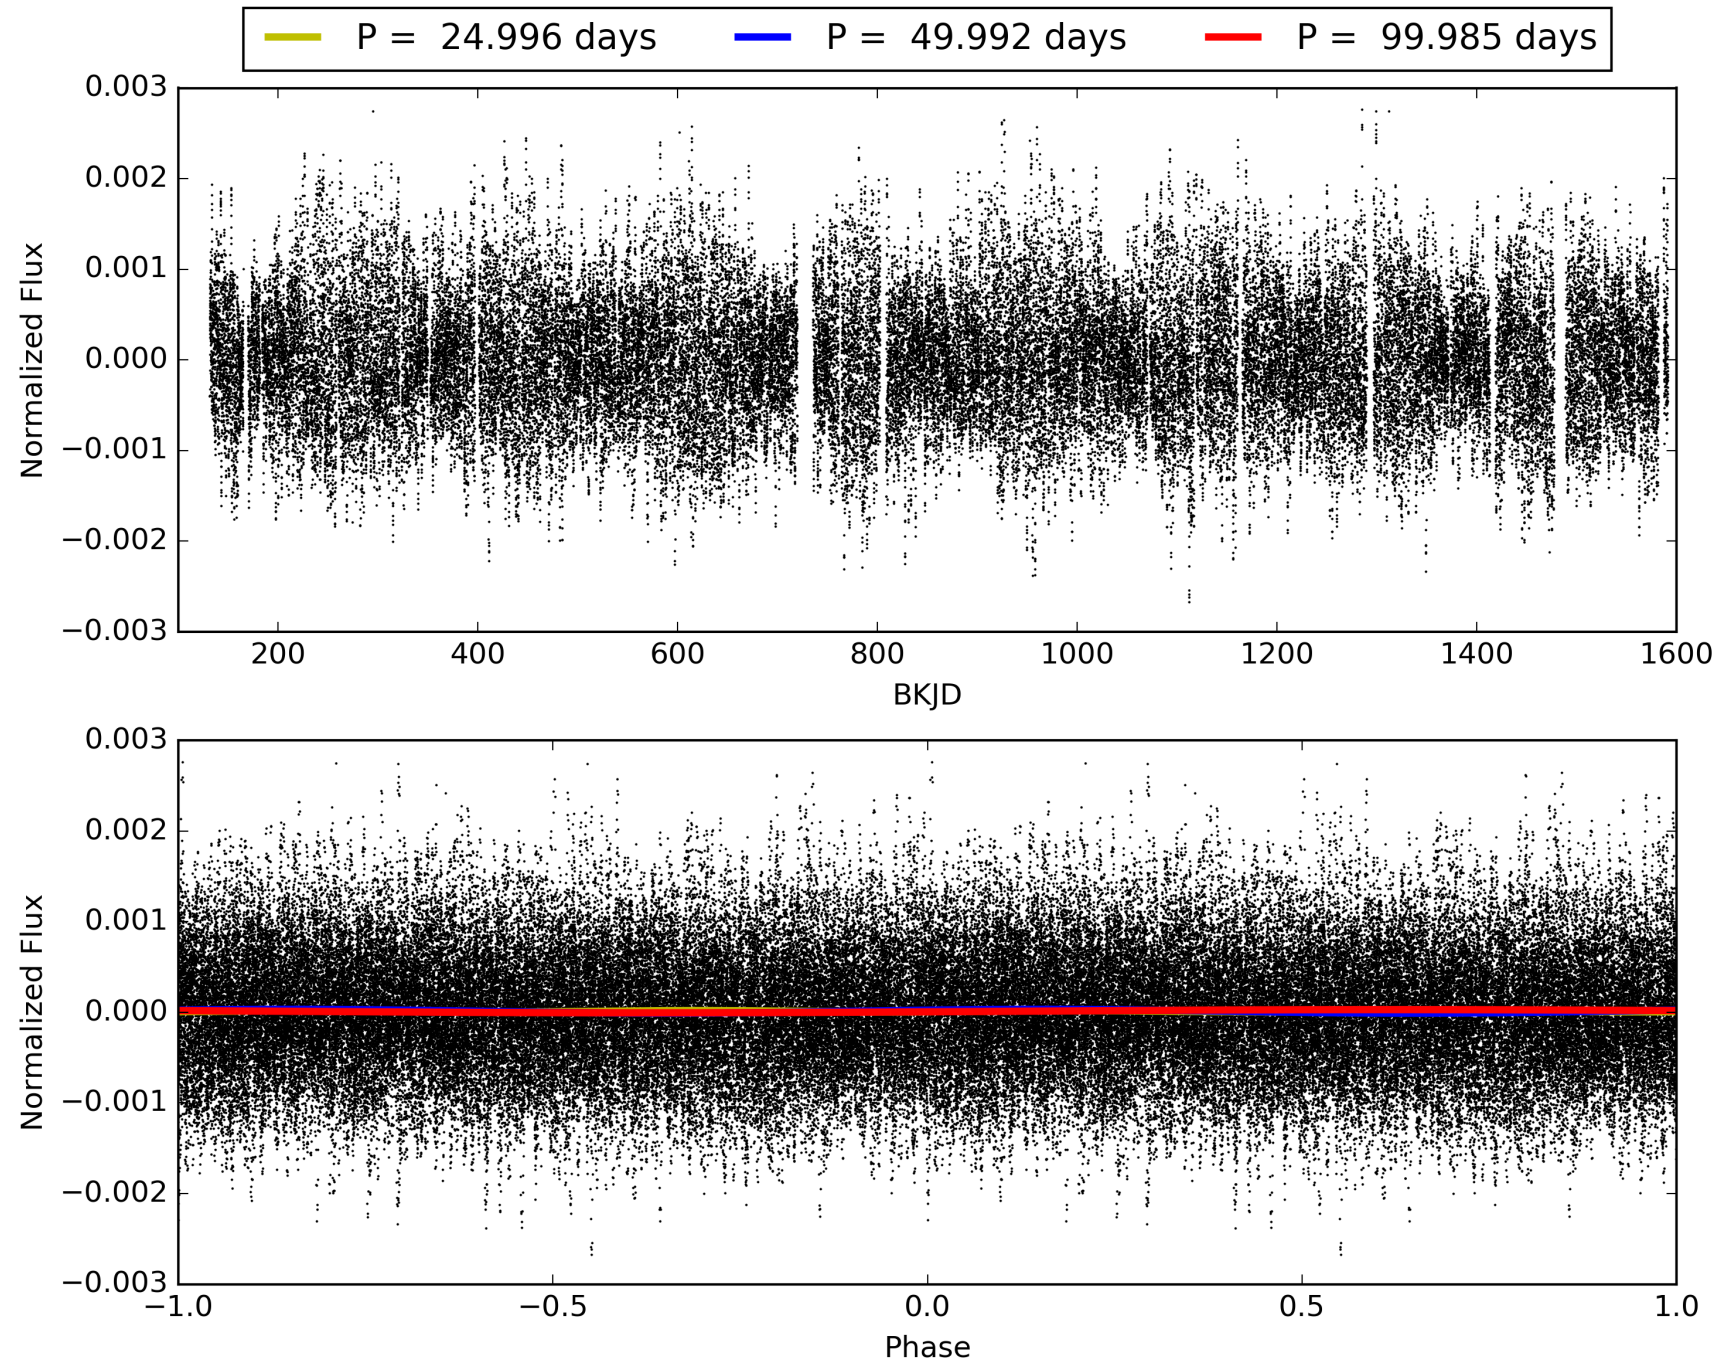 P =  24.996 days P =  49.992 days P =  99.985 days
0.003
0.002
0.001
0.000
−0.001
−0.002
−0.003
Normalized Flux
200 400 600 800 1000 1200 1400 1600
BKJD
0.003
0.002
0.001
0.000
−0.001
−0.002
−0.003
Normalized Flux
−1.0 −0.5 0.0 0.5 1.0
Phase